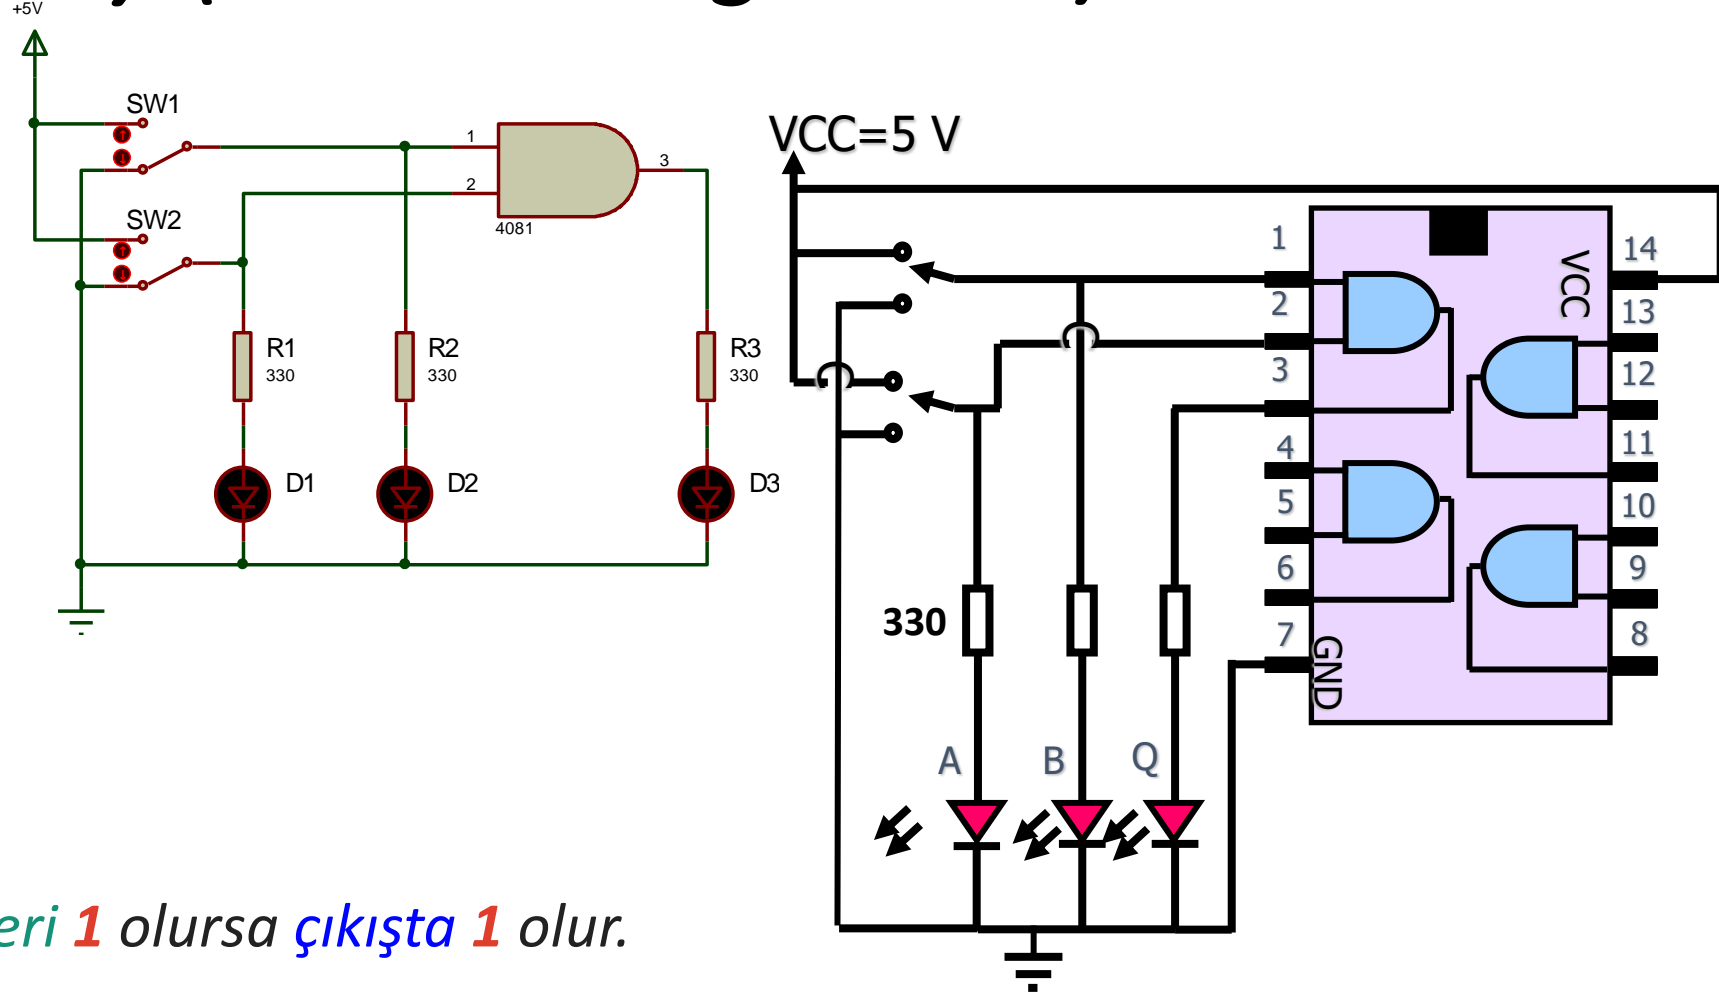 +5V
SW1
SW2
1
2
3
4081
R1
330
R2
330
R3
330
D1
D2
D3
VCC=5 V
1
2
3
4
5
6
7
GND
VCC
14
13
12
11
10
9
8
330
A
B
Q
eri 1 olursa çıkışta 1 olur.